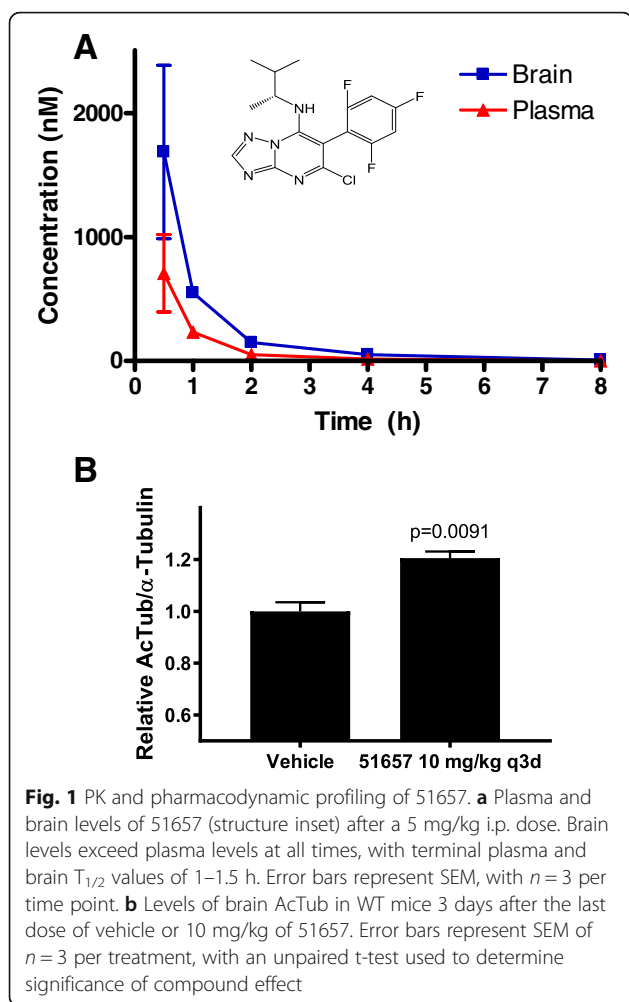 A
Concentration (nM)
2000
1000
0
0 1 2 3 4 5 6 7 8
Time (h)
Brain
Plasma
F
F
F
NH
N
N
N
N
Cl
B
Relative AcTub/α-Tubulin
1.2
1.0
0.8
0.6
p=0.0091
Vehicle 51657 10 mg/kg q3d
Fig. 1 PK and pharmacodynamic profiling of 51657. a Plasma and
brain levels of 51657 (structure inset) after a 5 mg/kg i.p. dose. Brain
levels exceed plasma levels at all times, with terminal plasma and
brain T1/2 values of 1–1.5 h. Error bars represent SEM, with n = 3 per
time point. b Levels of brain AcTub in WT mice 3 days after the last
dose of vehicle or 10 mg/kg of 51657. Error bars represent SEM of
n = 3 per treatment, with an unpaired t-test used to determine
significance of compound effect